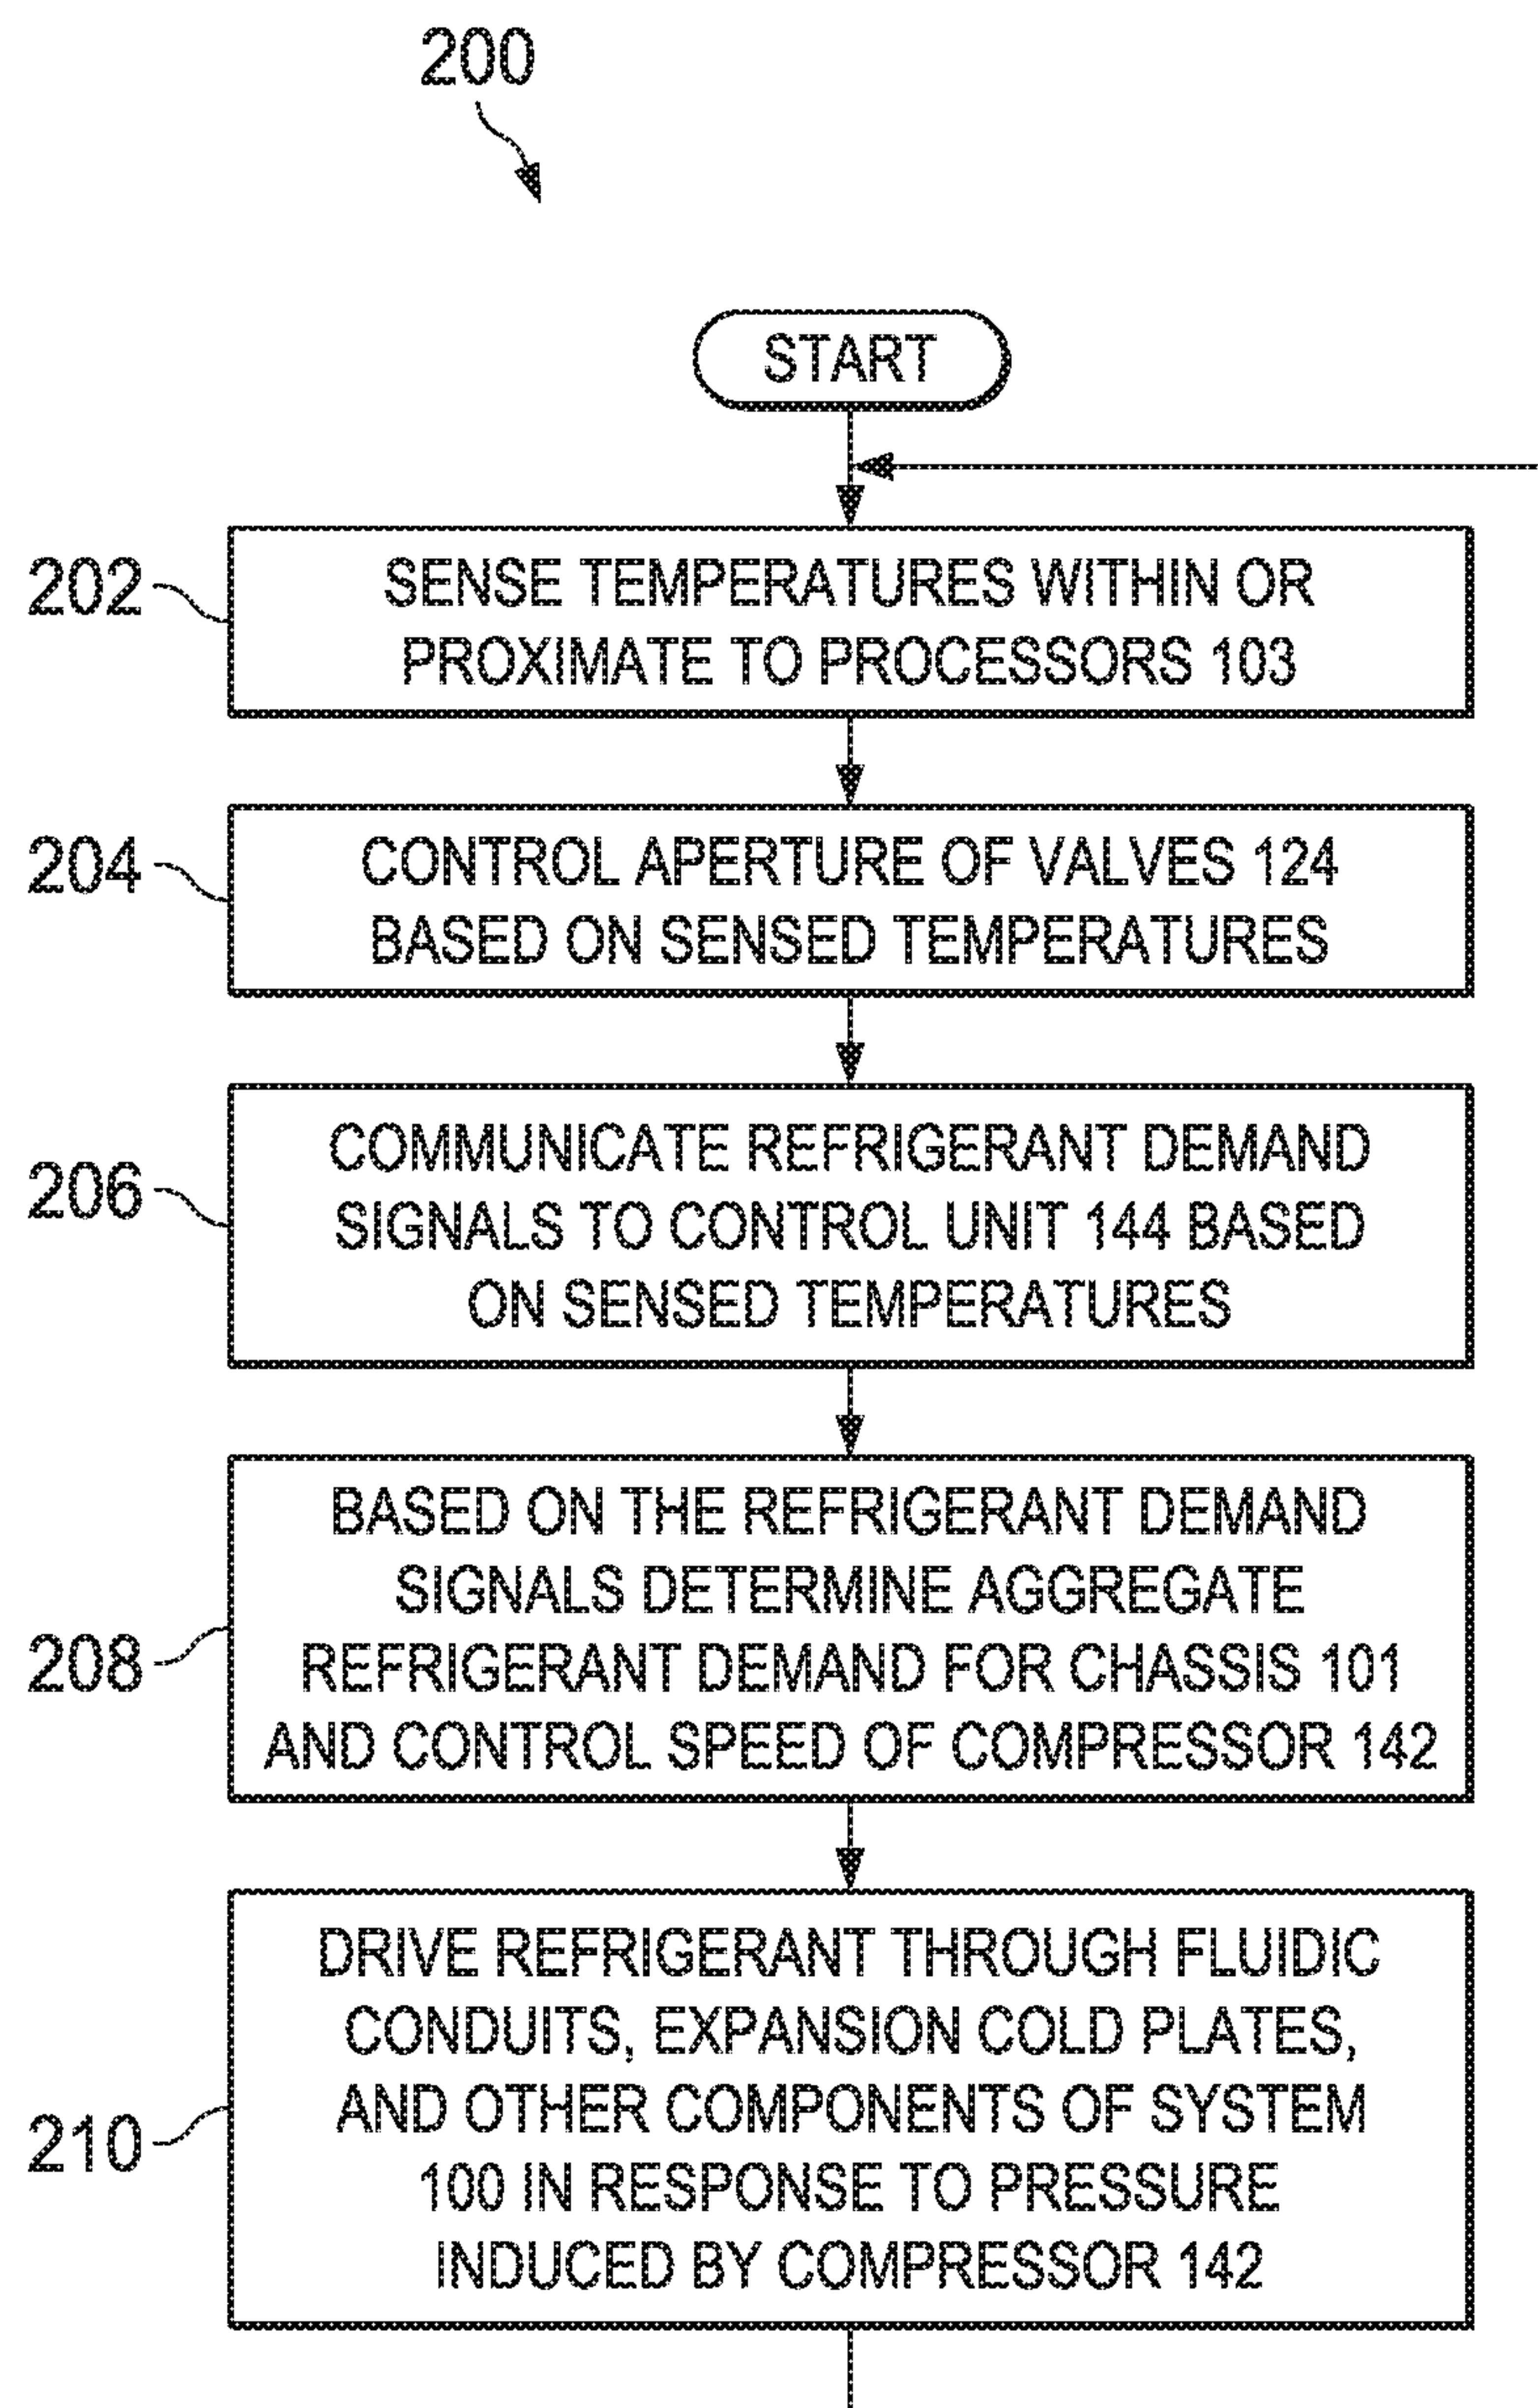 200
START
202
SENSE TEMPERATURES WITHIN OR
PROXIMATE TO PROCESSORS 103
204
CONTROL APERTURE OF VALVES 124
BASED ON SENSED TEMPERATURES
206
COMMUNICATE REFRIGERANT DEMAND
SIGNALS TO CONTROL UNIT 144 BASED
ON SENSED TEMPERATURES
208
BASED ON THE REFRIGERANT DEMAND
SIGNALS DETERMINE AGGREGATE
REFRIGERANT DEMAND FOR CHASSIS 101
AND CONTROL SPEED OF COMPRESSOR 142
210
DRIVE REFRIGERANT THROUGH FLUIDIC
CONDUITS, EXPANSION COLD PLATES,
AND OTHER COMPONENTS OF SYSTEM
100 IN RESPONSE TO PRESSURE
INDUCED BY COMPRESSOR 142